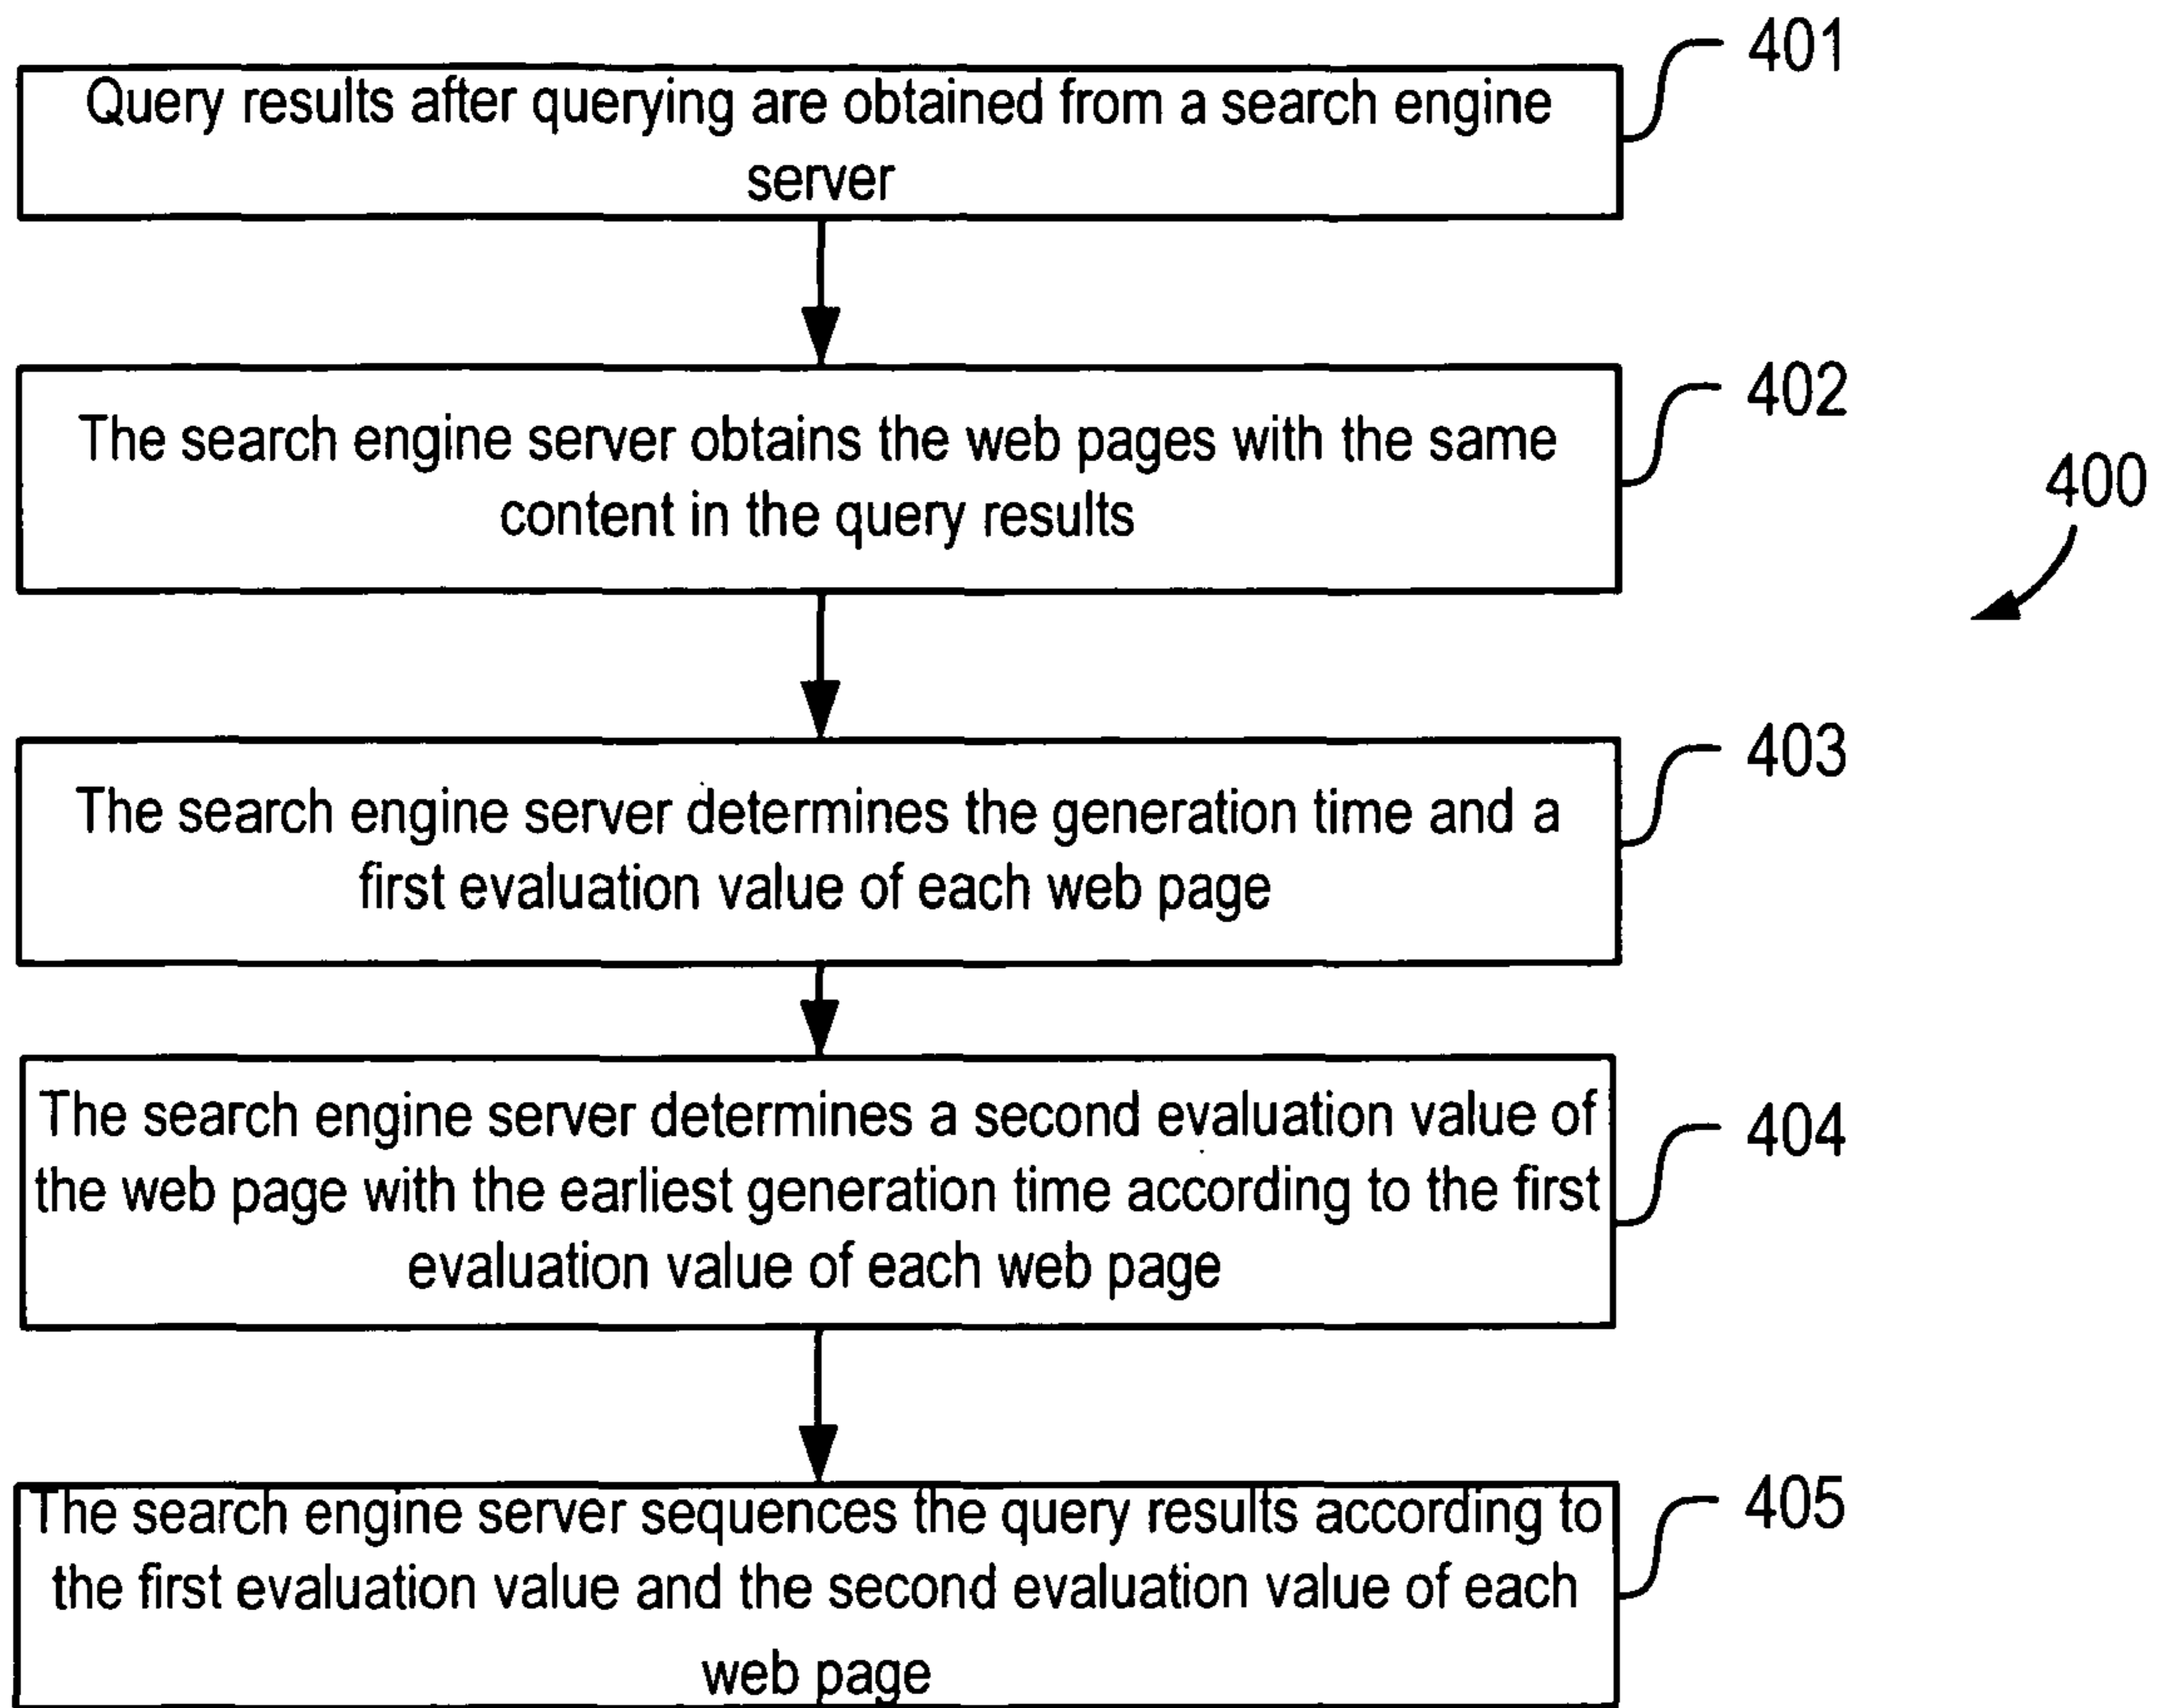 401
Query results after querying are obtained from a search engine
server
402
The search engine server obtains the web pages with the same
content in the query results
400
403
The search engine server determines the generation time and a
first evaluation value of each web page
404
The search engine server determines a second evaluation value of
the web page with the earliest generation time according to the first
evaluation value of each web page
405
The search engine server sequences the query results according to
the first evaluation value and the second evaluation value of each
web page